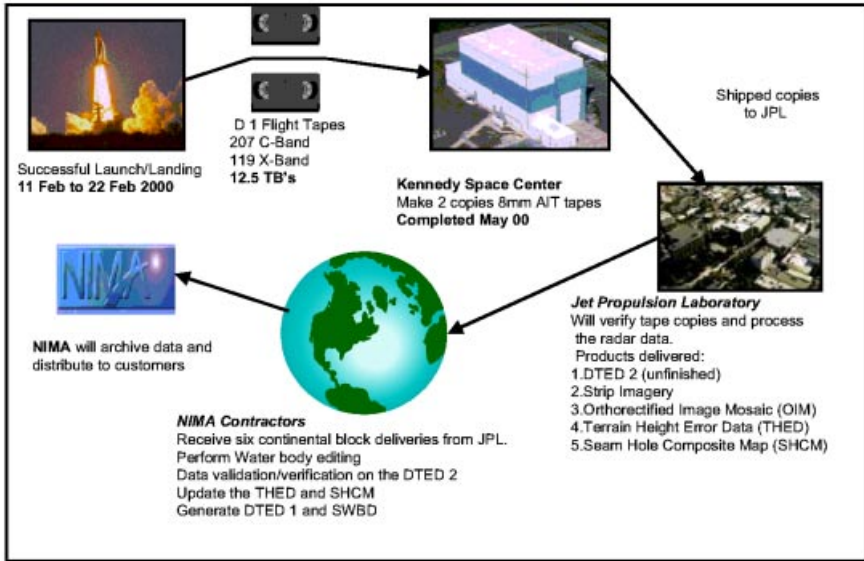 D 1 Flight Tapes
207 C-Band
119 X-Band
12.5 TB's
Successful Launch/Landing
11 Feb to 22 Feb 2000
Kennedy Space Center
Make 2 copies 8mm AIT tapes
Completed May 00
Shipped copies
to JPL
Jet Propulsion Laboratory
Will verify tape copies and process
the radar data.
Products delivered:
1.DTED 2 (unfinished)
2.Strip Imagery
3.Orthorectified Image Mosaic (OIM)
4.Terrain Height Error Data (THED)
5.Seam Hole Composite Map (SHCM)
NIMA Contractors
Receive six continental block deliveries from JPL.
Perform Water body editing
Data validation/verification on the DTED 2
Update the THED and SHCM
Generate DTED 1 and SWBD
NIMA
NIMA will archive data and
distribute to customers